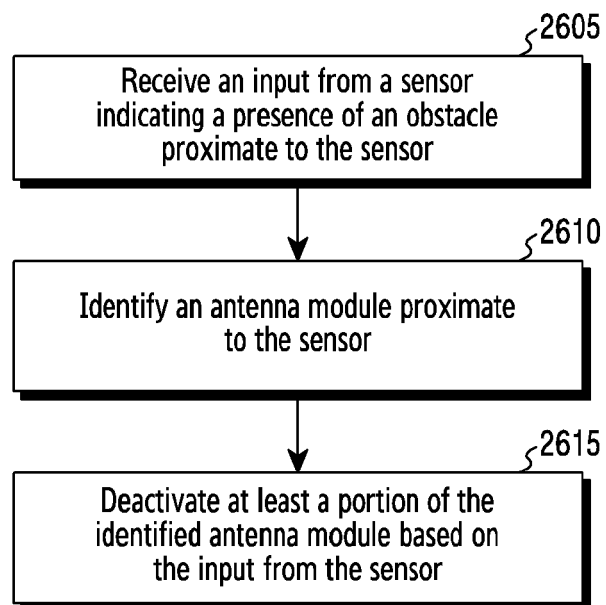 2605
Receive an input from a sensor
indicating a presence of an obstacle
proximate to the sensor
2610
Identify an antenna module proximate
to the sensor
2615
Deactivate at least a portion of the
identified antenna module based on
the input from the sensor